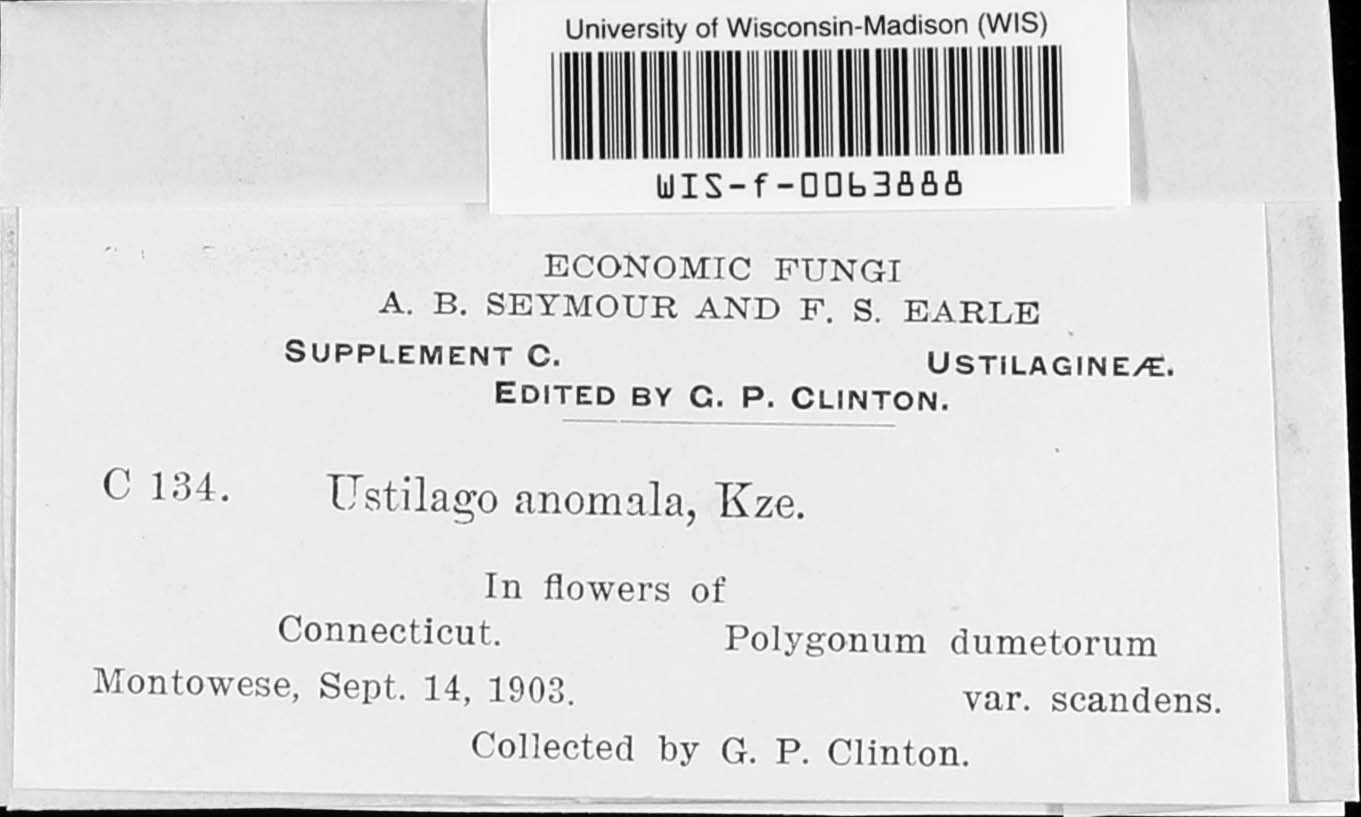 University of Wisconsin-Madison (WIS)
WIS-f-0063888
ECONOMIC FUNGI
A. B. SEYMOUR AND F. S. EARLE
SUPPLEMENT C. USTILAGINEÆ.
EDITED BY G. P. CLINTON.
C 134. Ustilago anomala, Kze.
In flowers of
Connecticut. Polygonum dumetorum
Montowese, Sept. 14, 1903. var. scandens.
Collected by G. P. Clinton.